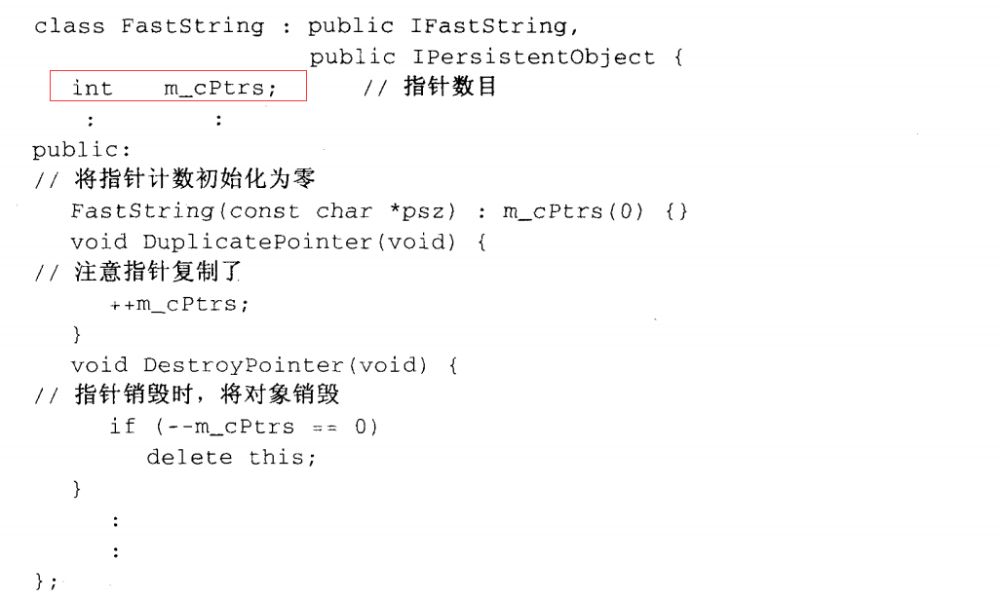 class FastString : public IFastString,
public IPersistentObject {
int m_cPtrs; // 指针数目
: :
public:
// 将指针计数初始化为零
FastString(const char *psz) : m_cPtrs(0) {}
void DuplicatePointer(void) {
// 注意指针复制了
++m_cPtrs;
}
void DestroyPointer(void) {
// 指针销毁时，将对象销毁
if (--m_cPtrs == 0)
delete this;
}
:
:
};